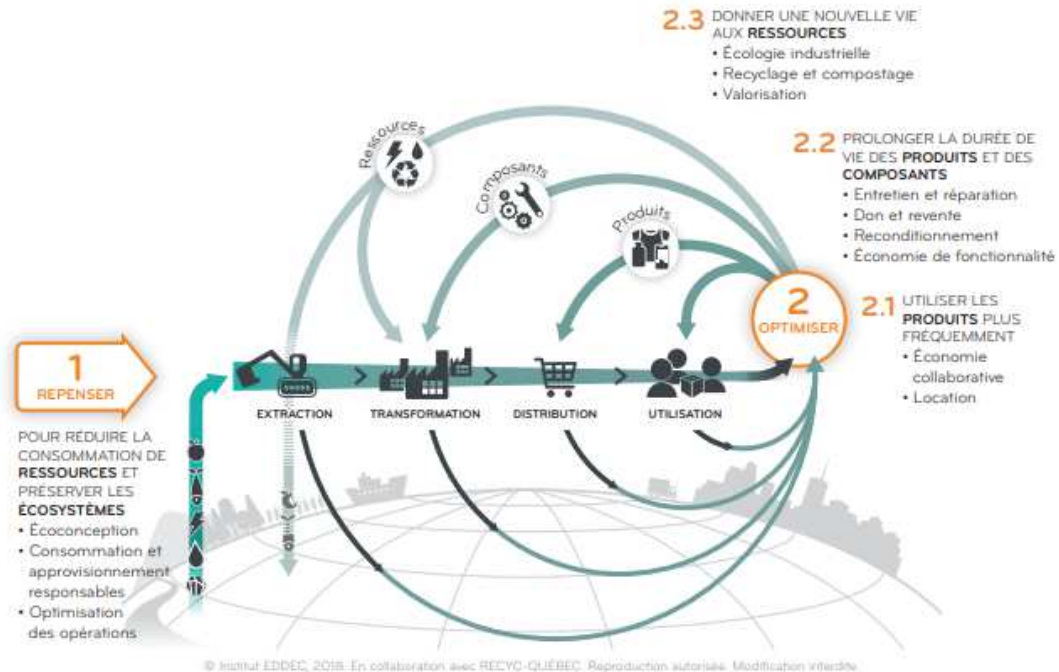 2.3 DONNER UNE NOUVELLE VIE
AUX RESSOURCES
• Écologie industrielle
• Recyclage et compostage
• Valorisation
Ressources
2.2 PROLONGER LA DURÉE DE
VIE DES PRODUITS ET DES
COMPOSANTS
• Entretien et réparation
• Don et revente
• Reconditionnement
• Économie de fonctionnalité
Composants
Produits
2
OPTIMISER
2.1 UTILISER LES
PRODUITS PLUS
FRÉQUEMMENT
• Économie
collaborative
• Location
1
REPENSER
EXTRACTION
TRANSFORMATION
DISTRIBUTION
UTILISATION
POUR RÉDUIRE LA
CONSOMMATION DE
RESSOURCES ET
PRÉSERVER LES
ÉCOSYSTÈMES
• Écoconception
• Consommation et
approvisionnement
responsables
• Optimisation
des opérations
© Institut EDDEC, 2018. En collaboration avec RECYC-QUÉBEC. Reproduction autorisée. Modification interdite.